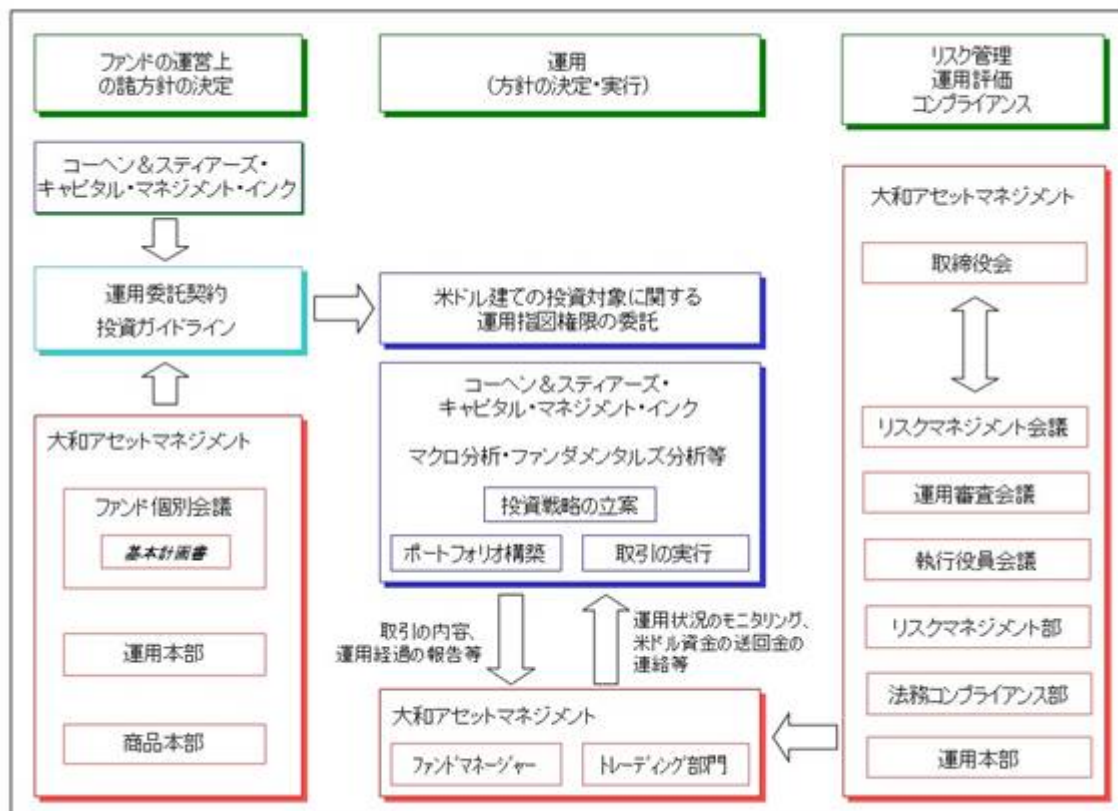 ファンドの運営上
の諸方針の決定
運用
(方針の決定・実行)
リスク管理
運用評価
コンプライアンス
コーヘン&スティアーズ・
キャピタル・マネジメント・インク
運用委託契約
投資ガイドライン
大和アセットマネジメント
ファンド個別会議
基本計画書
運用本部
商品本部
米ドル建ての投資対象に関する
運用指図権限の委託
コーヘン&スティアーズ・
キャピタル・マネジメント・インク
マクロ分析・ファンダメンタルズ分析等
投資戦略の立案
ポートフォリオ構築
取引の実行
取引の内容、
運用経過の報告等
運用状況のモニタリング、
米ドル資金の送回金の
連絡等
大和アセットマネジメント
ファンドマネージャー
トレーディング部門
大和アセットマネジメント
取締役会
リスクマネジメント会議
運用審査会議
執行役員会議
リスクマネジメント部
法務コンプライアンス部
運用本部